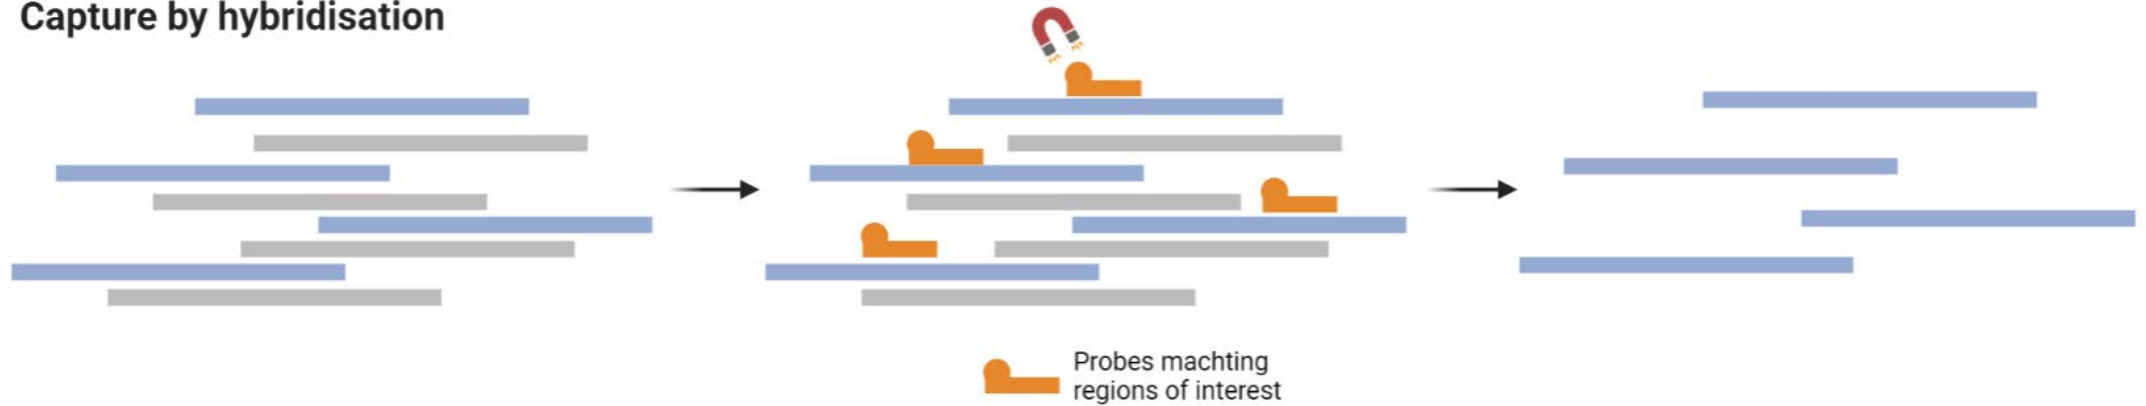 Capture by hybridisation
Probes machting
regions of interest